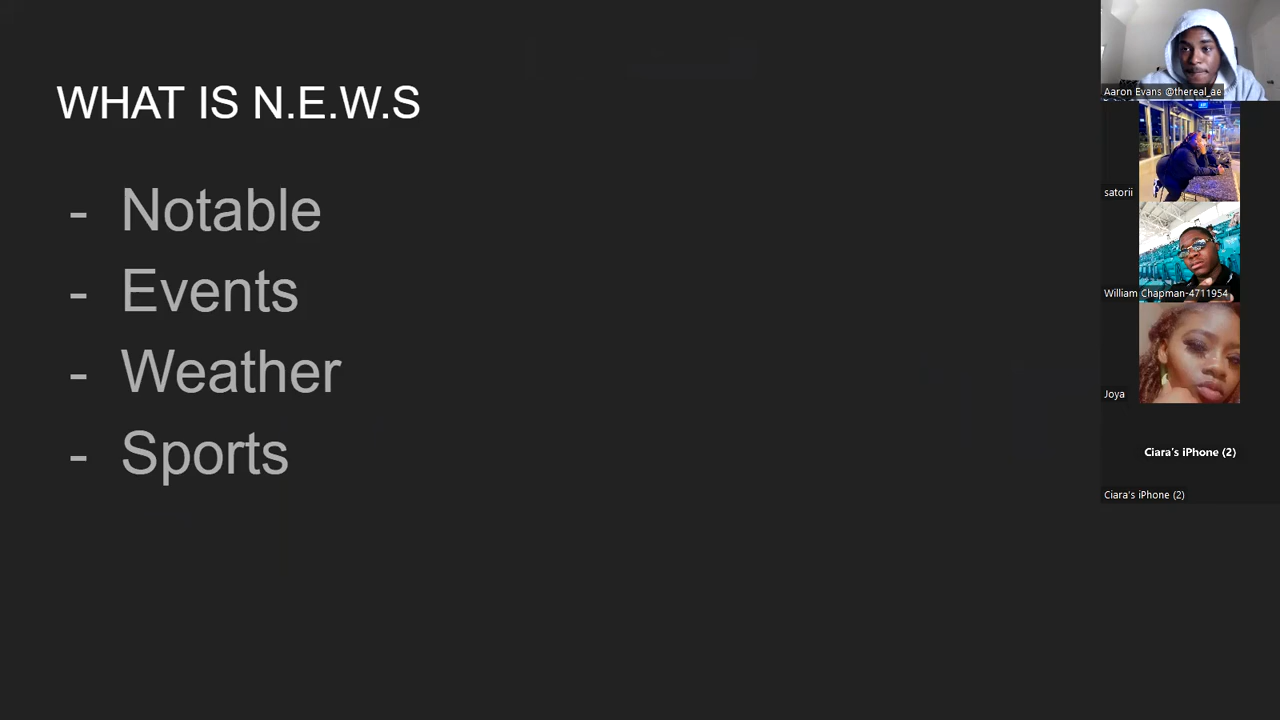 WHAT IS N.E.W.S
- Notable
- Events
- Weather
- Sports
Aaron Evans @thereal_ae
satorii
William Chapman-4711954
Joya
Ciara's iPhone (2)
Ciara's iPhone (2)